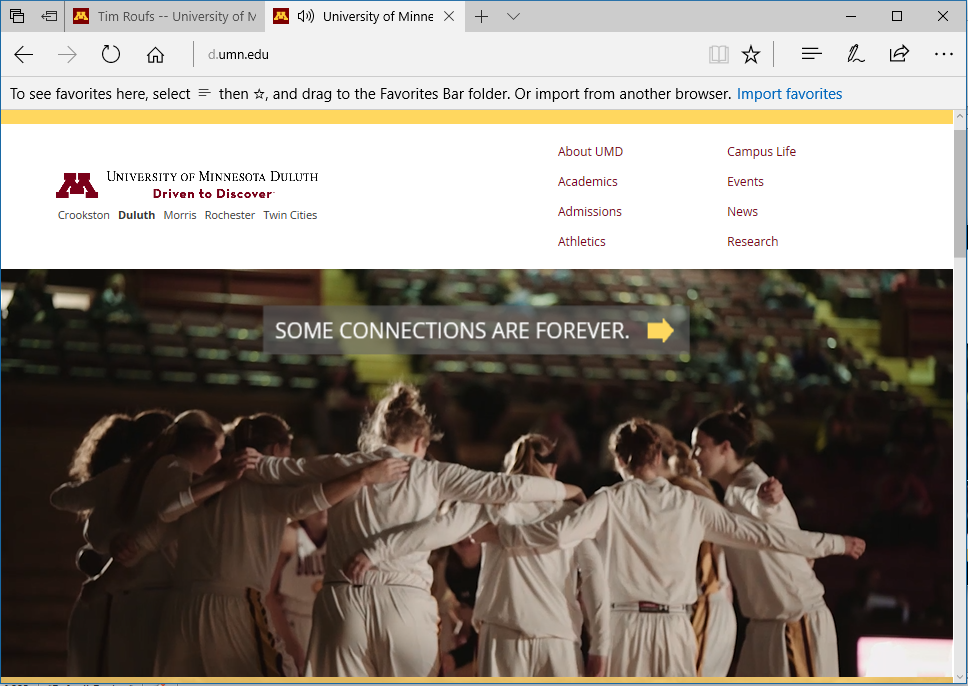 Tim Roufs -- University of M
University of Minne
d.umn.edu
To see favorites here, select then , and drag to the Favorites Bar folder. Or import from another browser. Import favorites
About UMD Campus Life
UNIVERSITY OF MINNESOTA DULUTH
Driven to Discover
Academics Events
Crookston Duluth Morris Rochester Twin Cities
Admissions News
Athletics Research
SOME CONNECTIONS ARE FOREVER.